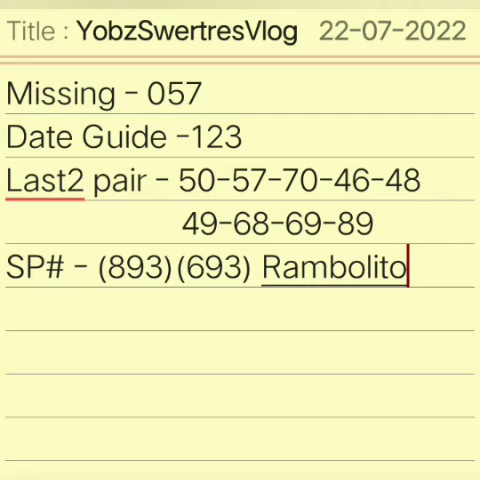 Title : YobzSwertresVlog 22-07-2022
Missing - 057
Date Guide -123
Last2 pair - 50-57-70-46-48
49-68-69-89
SP# - (893)(693) Rambolito